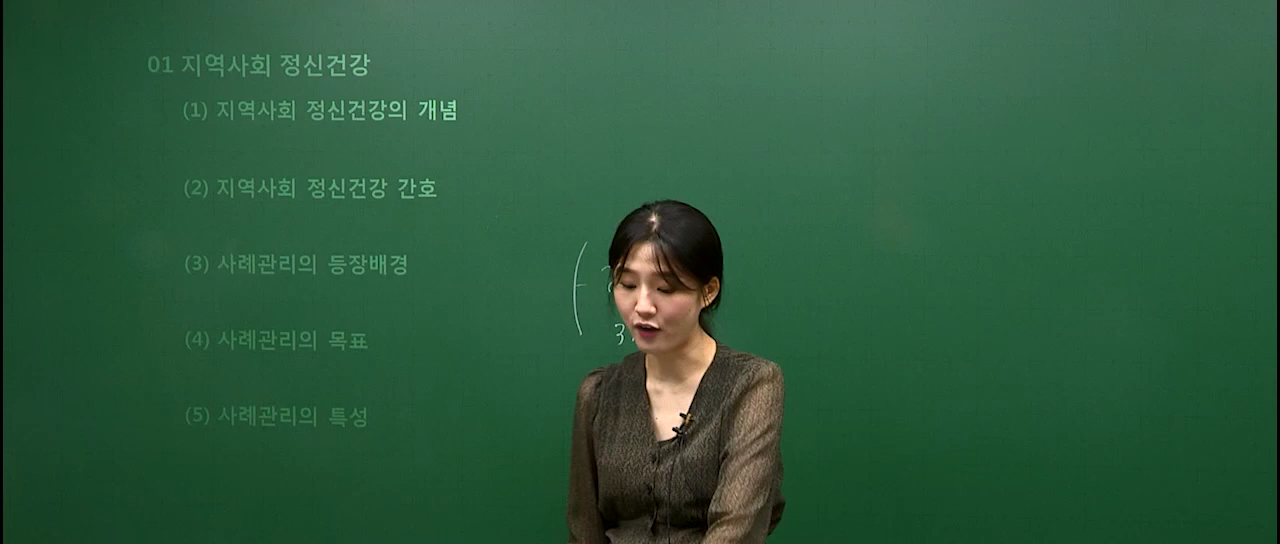 01 지역사회 정신건강
(1) 지역사회 정신건강의 개념
(2) 지역사회 정신건강 간호
(3) 사례관리의 등장배경
(4) 사례관리의 목표
(5) 사례관리의 특성
3.